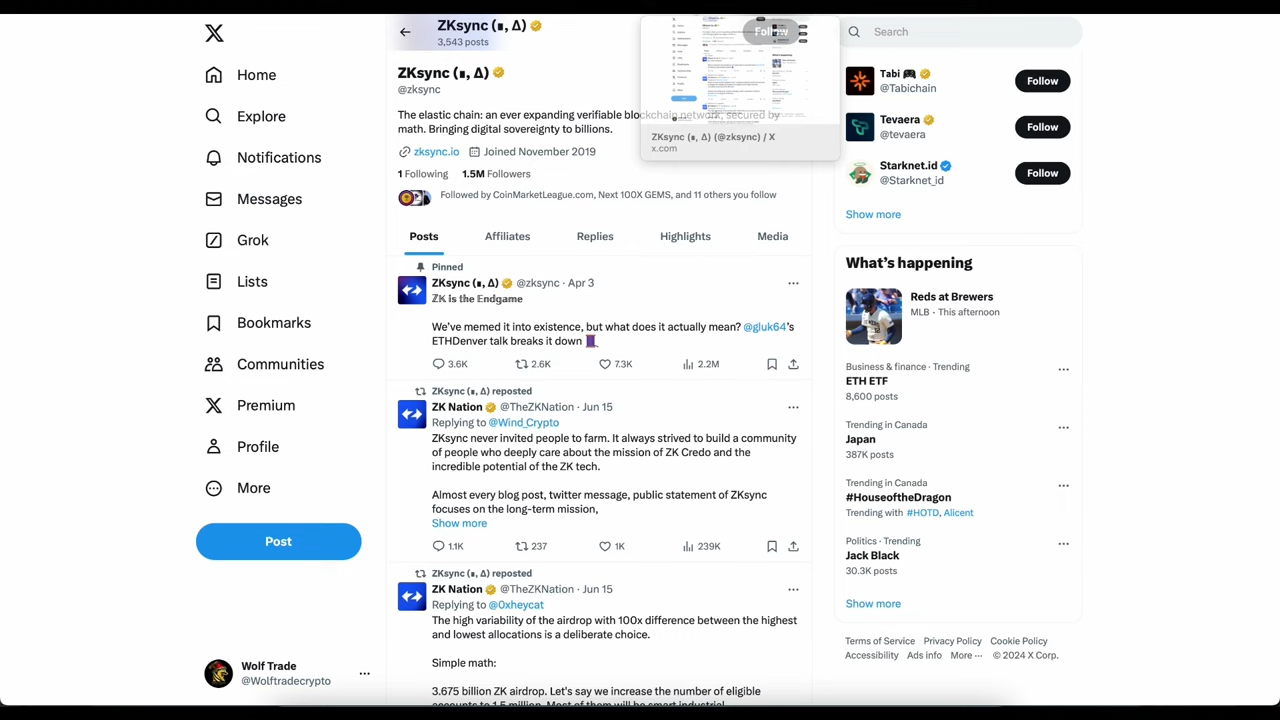 Home
Explore
Notifications
Messages
Grok
Lists
Bookmarks
Communities
Premium
Profile
More
Post
Wolf Trade
@Wolftradecrypto
ZKsync (∎, ∆)
3,543 posts
Follow
ZKsync (∎, ∆)
@zksync
The elastic chain: an ever expanding verifiable blockchain network, secured by
math. Bringing digital sovereignty to billions.
zksync.io Joined November 2019
1 Following 1.5M Followers
Followed by CoinMarketLeague.com, Next 100X GEMS, and 11 others you follow
ZKsync (∎, ∆) (@zksync) / X
x.com
Posts Affiliates Replies Highlights Media
Pinned
ZKsync (∎, ∆) @zksync · Apr 3
ℤ𝕂 𝕚𝕤 𝕥𝕙𝕖 𝔼𝕟𝕕𝕘𝕒𝕞𝕖
We've memed it into existence, but what does it actually mean? @gluk64's
ETHDenver talk breaks it down
3.6K 2.6K 7.3K 2.2M
ZKsync (∎, ∆) reposted
ZK Nation @TheZKNation · Jun 15
Replying to @Wind_Crypto
ZKsync never invited people to farm. It always strived to build a community
of people who deeply care about the mission of ZK Credo and the
incredible potential of the ZK tech.
Almost every blog post, twitter message, public statement of ZKsync
focuses on the long-term mission,
Show more
1.1K 237 1K 239K
ZKsync (∎, ∆) reposted
ZK Nation @TheZKNation · Jun 15
Replying to @0xheycat
The high variability of the airdrop with 100x difference between the highest
and lowest allocations is a deliberate choice.
Simple math:
3.675 billion ZK airdrop. Let's say we increase the number of eligible
accounts to 1.5 million. Most of them will be smart industrial
Search
Tabi
@Tabichain
Follow
Tevaera
@tevaera
Follow
Starknet.id
@Starknet_id
Follow
Show more
What's happening
Reds at Brewers
MLB · This afternoon
Business & finance · Trending
ETH ETF
8,600 posts
Trending in Canada
Japan
387K posts
Trending in Canada
#HouseoftheDragon
Trending with #HOTD, Alicent
Politics · Trending
Jack Black
30.3K posts
Show more
Terms of Service Privacy Policy Cookie Policy
Accessibility Ads info More ··· © 2024 X Corp.